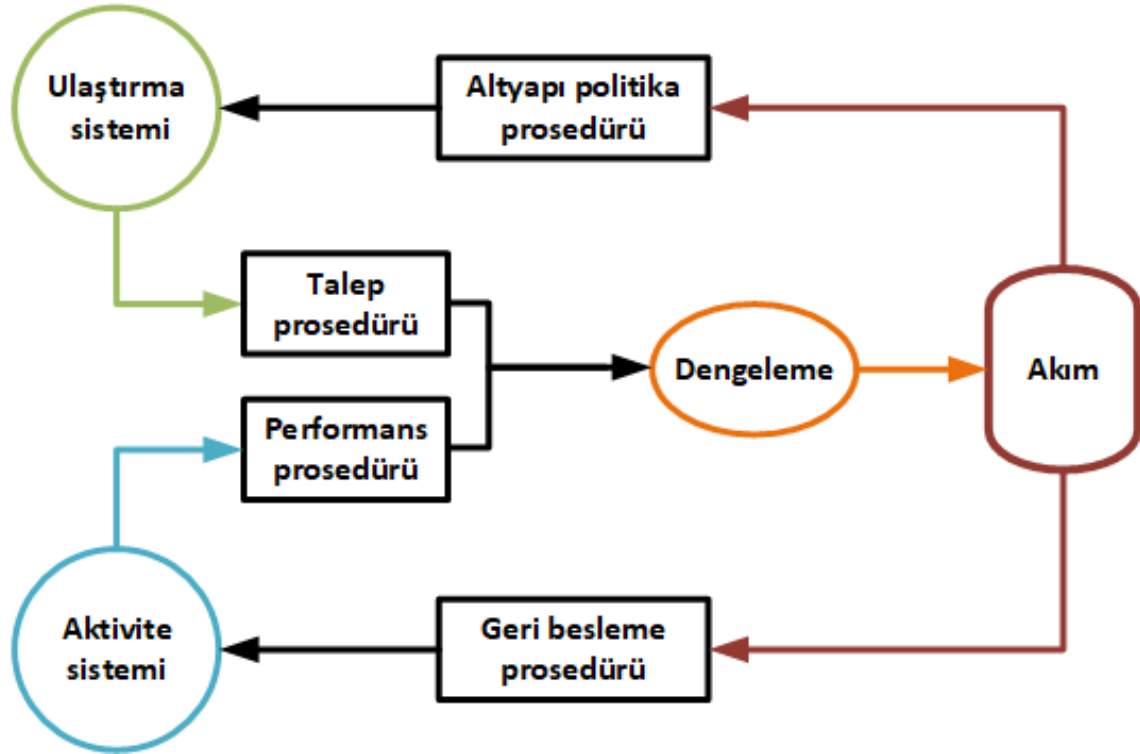 Ulaştırma
sistemi
Altyapı politika
prosedürü
Talep
prosedürü
Dengeleme
Akım
Performans
prosedürü
Aktivite
sistemi
Geri besleme
prosedürü